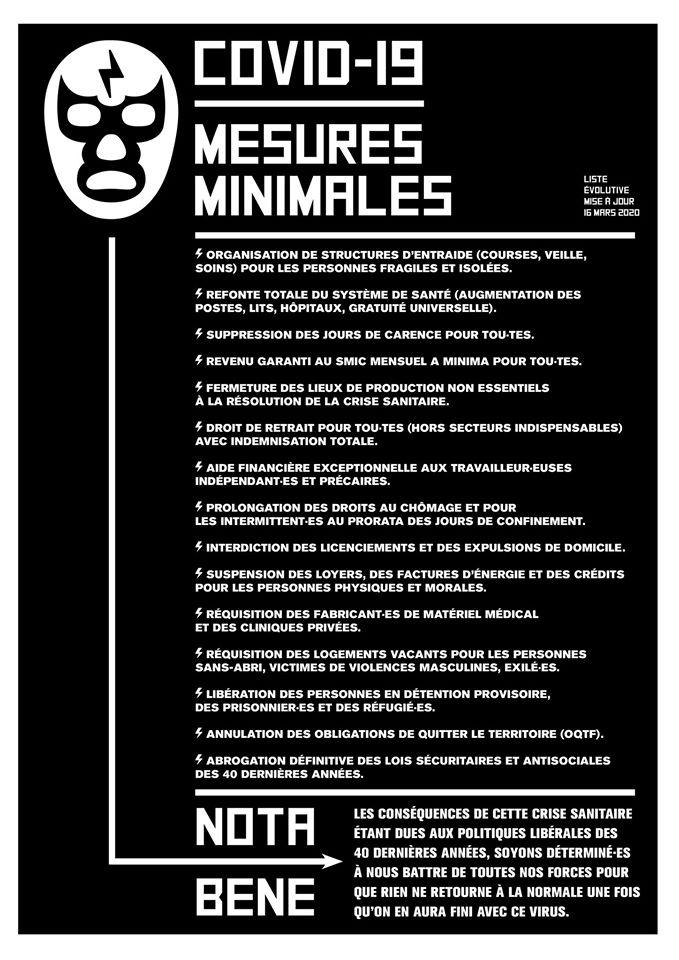 COVID-19
MESURES
MINIMALES
LISTE
ÉVOLUTIVE
MISE À JOUR
16 MARS 2020
ORGANISATION DE STRUCTURES D'ENTRAIDE (COURSES, VEILLE,
SOINS) POUR LES PERSONNES FRAGILES ET ISOLÉES.
REFONTE TOTALE DU SYSTÈME DE SANTÉ (AUGMENTATION DES
POSTES, LITS, HÔPITAUX, GRATUITÉ UNIVERSELLE).
SUPPRESSION DES JOURS DE CARENCE POUR TOU·TES.
REVENU GARANTI AU SMIC MENSUEL A MINIMA POUR TOU·TES.
FERMETURE DES LIEUX DE PRODUCTION NON ESSENTIELS
À LA RÉSOLUTION DE LA CRISE SANITAIRE.
DROIT DE RETRAIT POUR TOU·TES (HORS SECTEURS INDISPENSABLES)
AVEC INDEMNISATION TOTALE.
AIDE FINANCIÈRE EXCEPTIONNELLE AUX TRAVAILLEUR·EUSES
INDÉPENDANT·ES ET PRÉCAIRES.
PROLONGATION DES DROITS AU CHÔMAGE ET POUR
LES INTERMITTENT·ES AU PRORATA DES JOURS DE CONFINEMENT.
INTERDICTION DES LICENCIEMENTS ET DES EXPULSIONS DE DOMICILE.
SUSPENSION DES LOYERS, DES FACTURES D'ÉNERGIE ET DES CRÉDITS
POUR LES PERSONNES PHYSIQUES ET MORALES.
RÉQUISITION DES FABRICANT·ES DE MATÉRIEL MÉDICAL
ET DES CLINIQUES PRIVÉES.
RÉQUISITION DES LOGEMENTS VACANTS POUR LES PERSONNES
SANS-ABRI, VICTIMES DE VIOLENCES MASCULINES, EXILÉ·ES.
LIBÉRATION DES PERSONNES EN DÉTENTION PROVISOIRE,
DES PRISONNIER·ES ET DES RÉFUGIÉ·ES.
ANNULATION DES OBLIGATIONS DE QUITTER LE TERRITOIRE (OQTF).
ABROGATION DÉFINITIVE DES LOIS SÉCURITAIRES ET ANTISOCIALES
DES 40 DERNIÈRES ANNÉES.
NOTA
BENE
LES CONSÉQUENCES DE CETTE CRISE SANITAIRE
ÉTANT DUES AUX POLITIQUES LIBÉRALES DES
40 DERNIÈRES ANNÉES, SOYONS DÉTERMINÉ·ES
À NOUS BATTRE DE TOUTES NOS FORCES POUR
QUE RIEN NE RETOURNE À LA NORMALE UNE FOIS
QU'ON EN AURA FINI AVEC CE VIRUS.